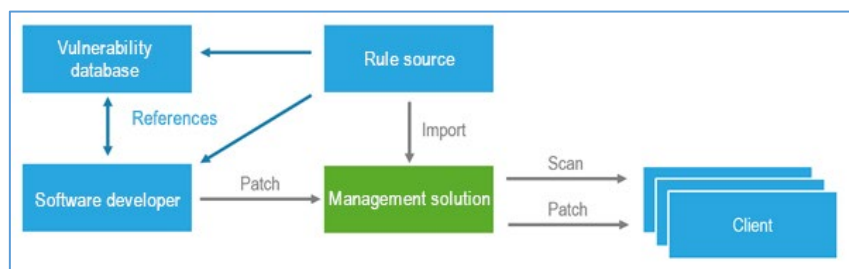 Vulnerability
database
Rule source
References
Import
Software developer
Patch
Management solution
Scan
Patch
Client